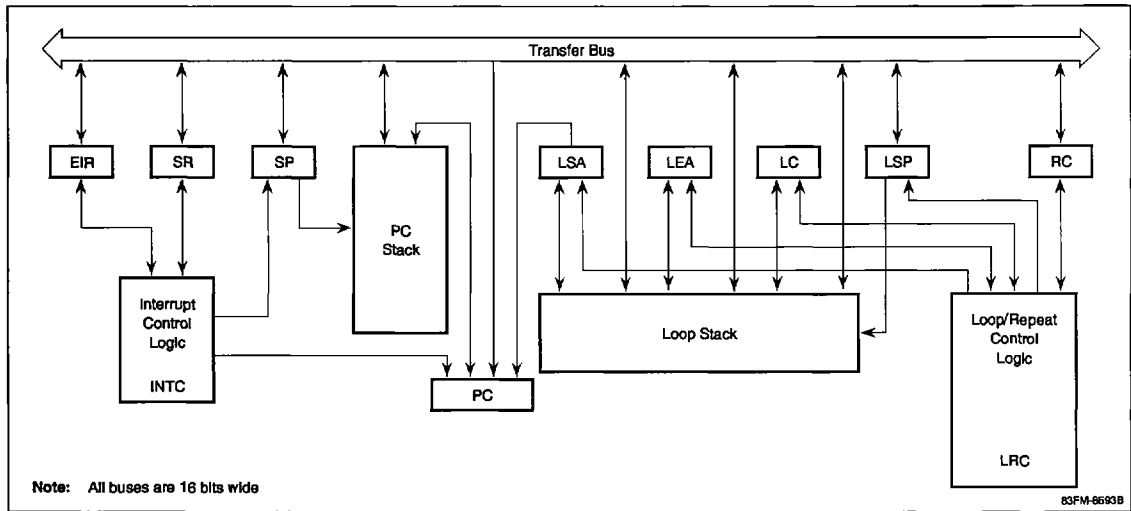 Transfer Bus
EIR
SR
SP
LSA
LEA
LC
LSP
RC
PC
Stack
Interrupt
Control
Logic
INTC
Loop Stack
Loop/Repeat
Control
Logic
LRC
PC
Note: All buses are 16 bits wide
83FM-8593B